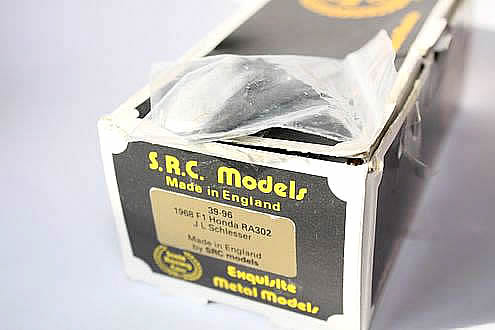 S.R.C. Models
Made in England
39-96
1968 F1 Honda RA302
J L Schlesser
Made in England
by SRC models
Exquisite
Metal Models